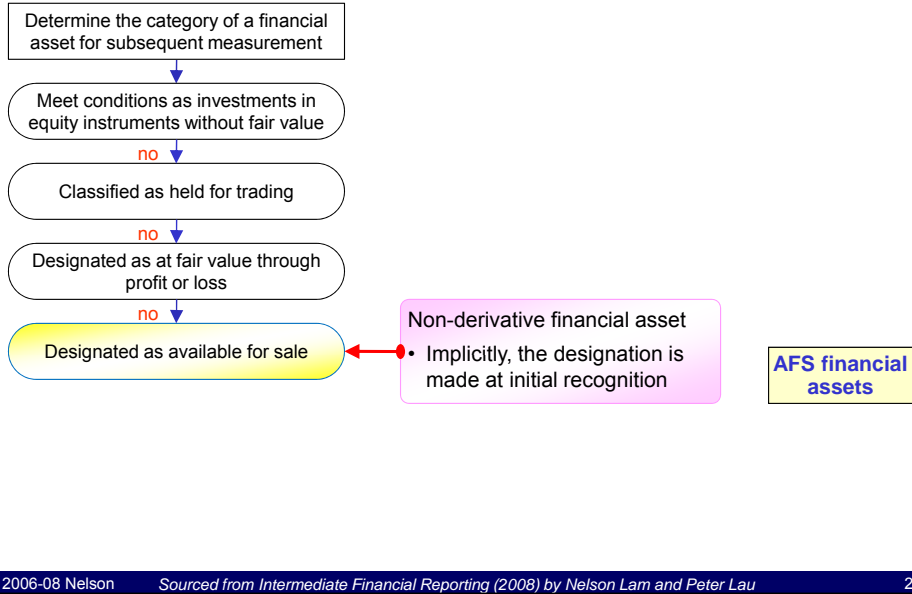 Determine the category of a financial
asset for subsequent measurement
Meet conditions as investments in
equity instruments without fair value
no
Classified as held for trading
no
Designated as at fair value through
profit or loss
no
Designated as available for sale
Non-derivative financial asset
• Implicitly, the designation is
made at initial recognition
AFS financial
assets
2006-08 Nelson
Sourced from Intermediate Financial Reporting (2008) by Nelson Lam and Peter Lau
2